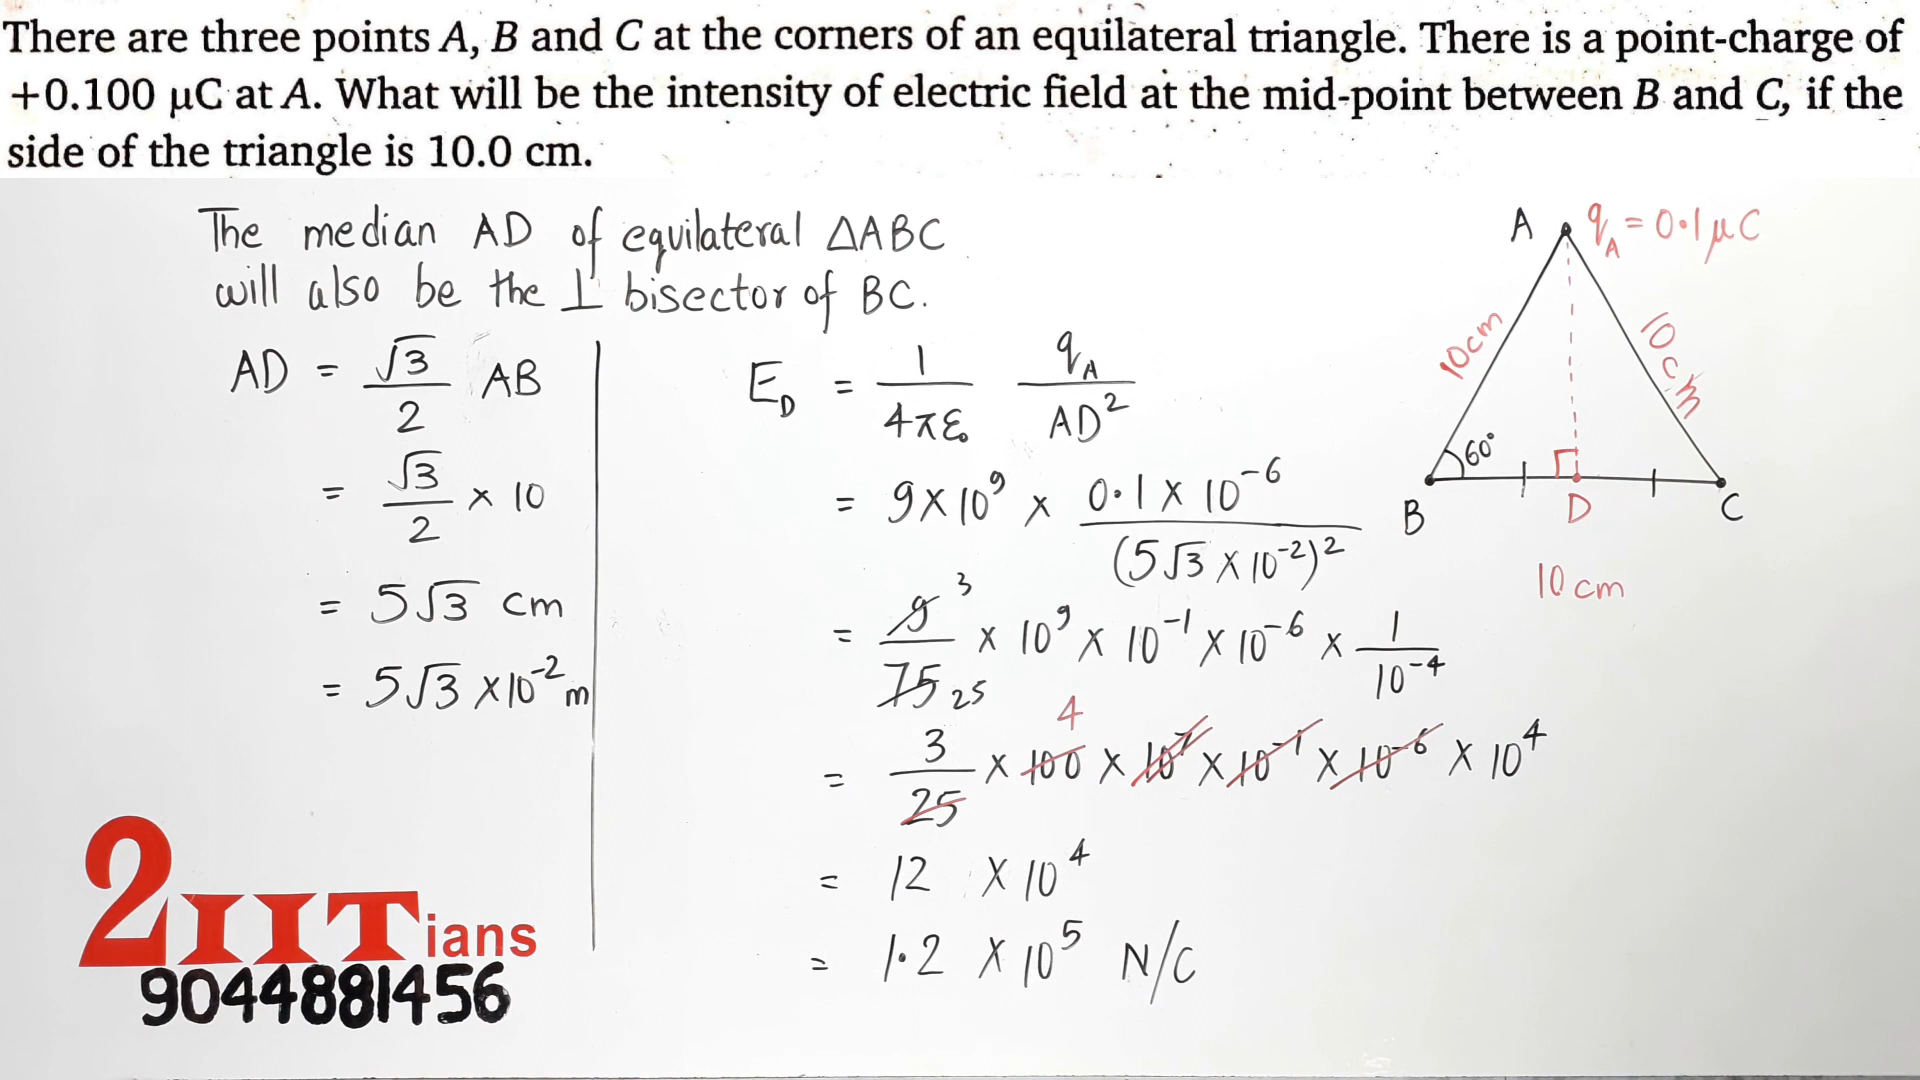 There are three points A, B and C at the corners of an equilateral triangle. There is a point-charge of
+0.100 μC at A. What will be the intensity of electric field at the mid-point between B and C, if the
side of the triangle is 10.0 cm.
The median AD of equilateral △ABC
will also be the ⊥ bisector of BC.
AD = √3/2 AB
= √3/2 × 10
= 5√3 cm
= 5√3 ×10⁻² m
E_D = 1/4πε₀ q_A/AD²
= 9×10⁹ × 0.1 × 10⁻⁶/(5√3 × 10⁻²)²
= 9 3/75 25 × 10⁹ × 10⁻¹ × 10⁻⁶ × 1/10⁻⁴
= 3/25 × 100 4 × 10⁷ × 10⁻¹ × 10⁻⁶ × 10⁴
= 12 × 10⁴
= 1.2 × 10⁵ N/C
A q_A = 0.1 μC
10cm
10cm
60°
B D C
10 cm
2IITians
9044881456